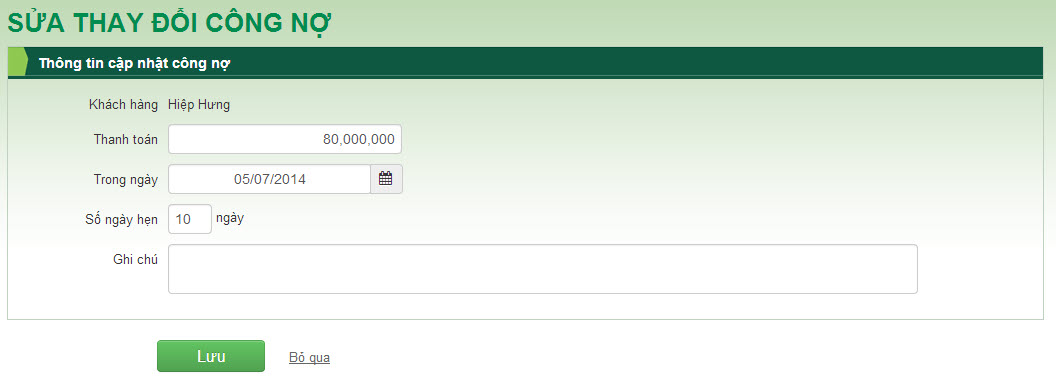 SỬA THAY ĐỔI CÔNG NỢ
Thông tin cập nhật công nợ
Khách hàng Hiệp Hưng
Thanh toán 80,000,000
Trong ngày 05/07/2014
Số ngày hẹn 10 ngày
Ghi chú
Lưu Bỏ qua